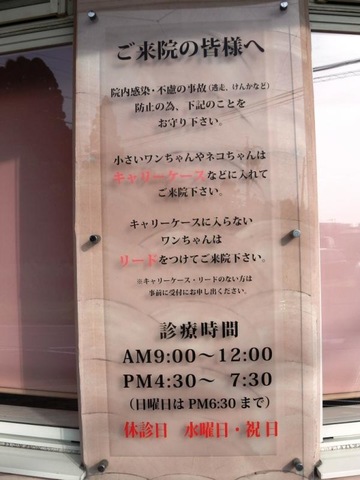 ご来院の皆様へ
院内感染・不慮の事故（逃走、けんかなど）
防止の為、下記のことを
お守り下さい。
小さいワンちゃんやネコちゃんは
キャリーケースなどに入れて
ご来院下さい。
キャリーケースに入らない
ワンちゃんは
リードをつけてご来院下さい。
※キャリーケース・リードのない方は
事前に受付にお申し出ください。
診療時間
AM9:00〜12:00
PM4:30〜 7:30
（日曜日はPM6:30まで）
休診日 水曜日・祝日